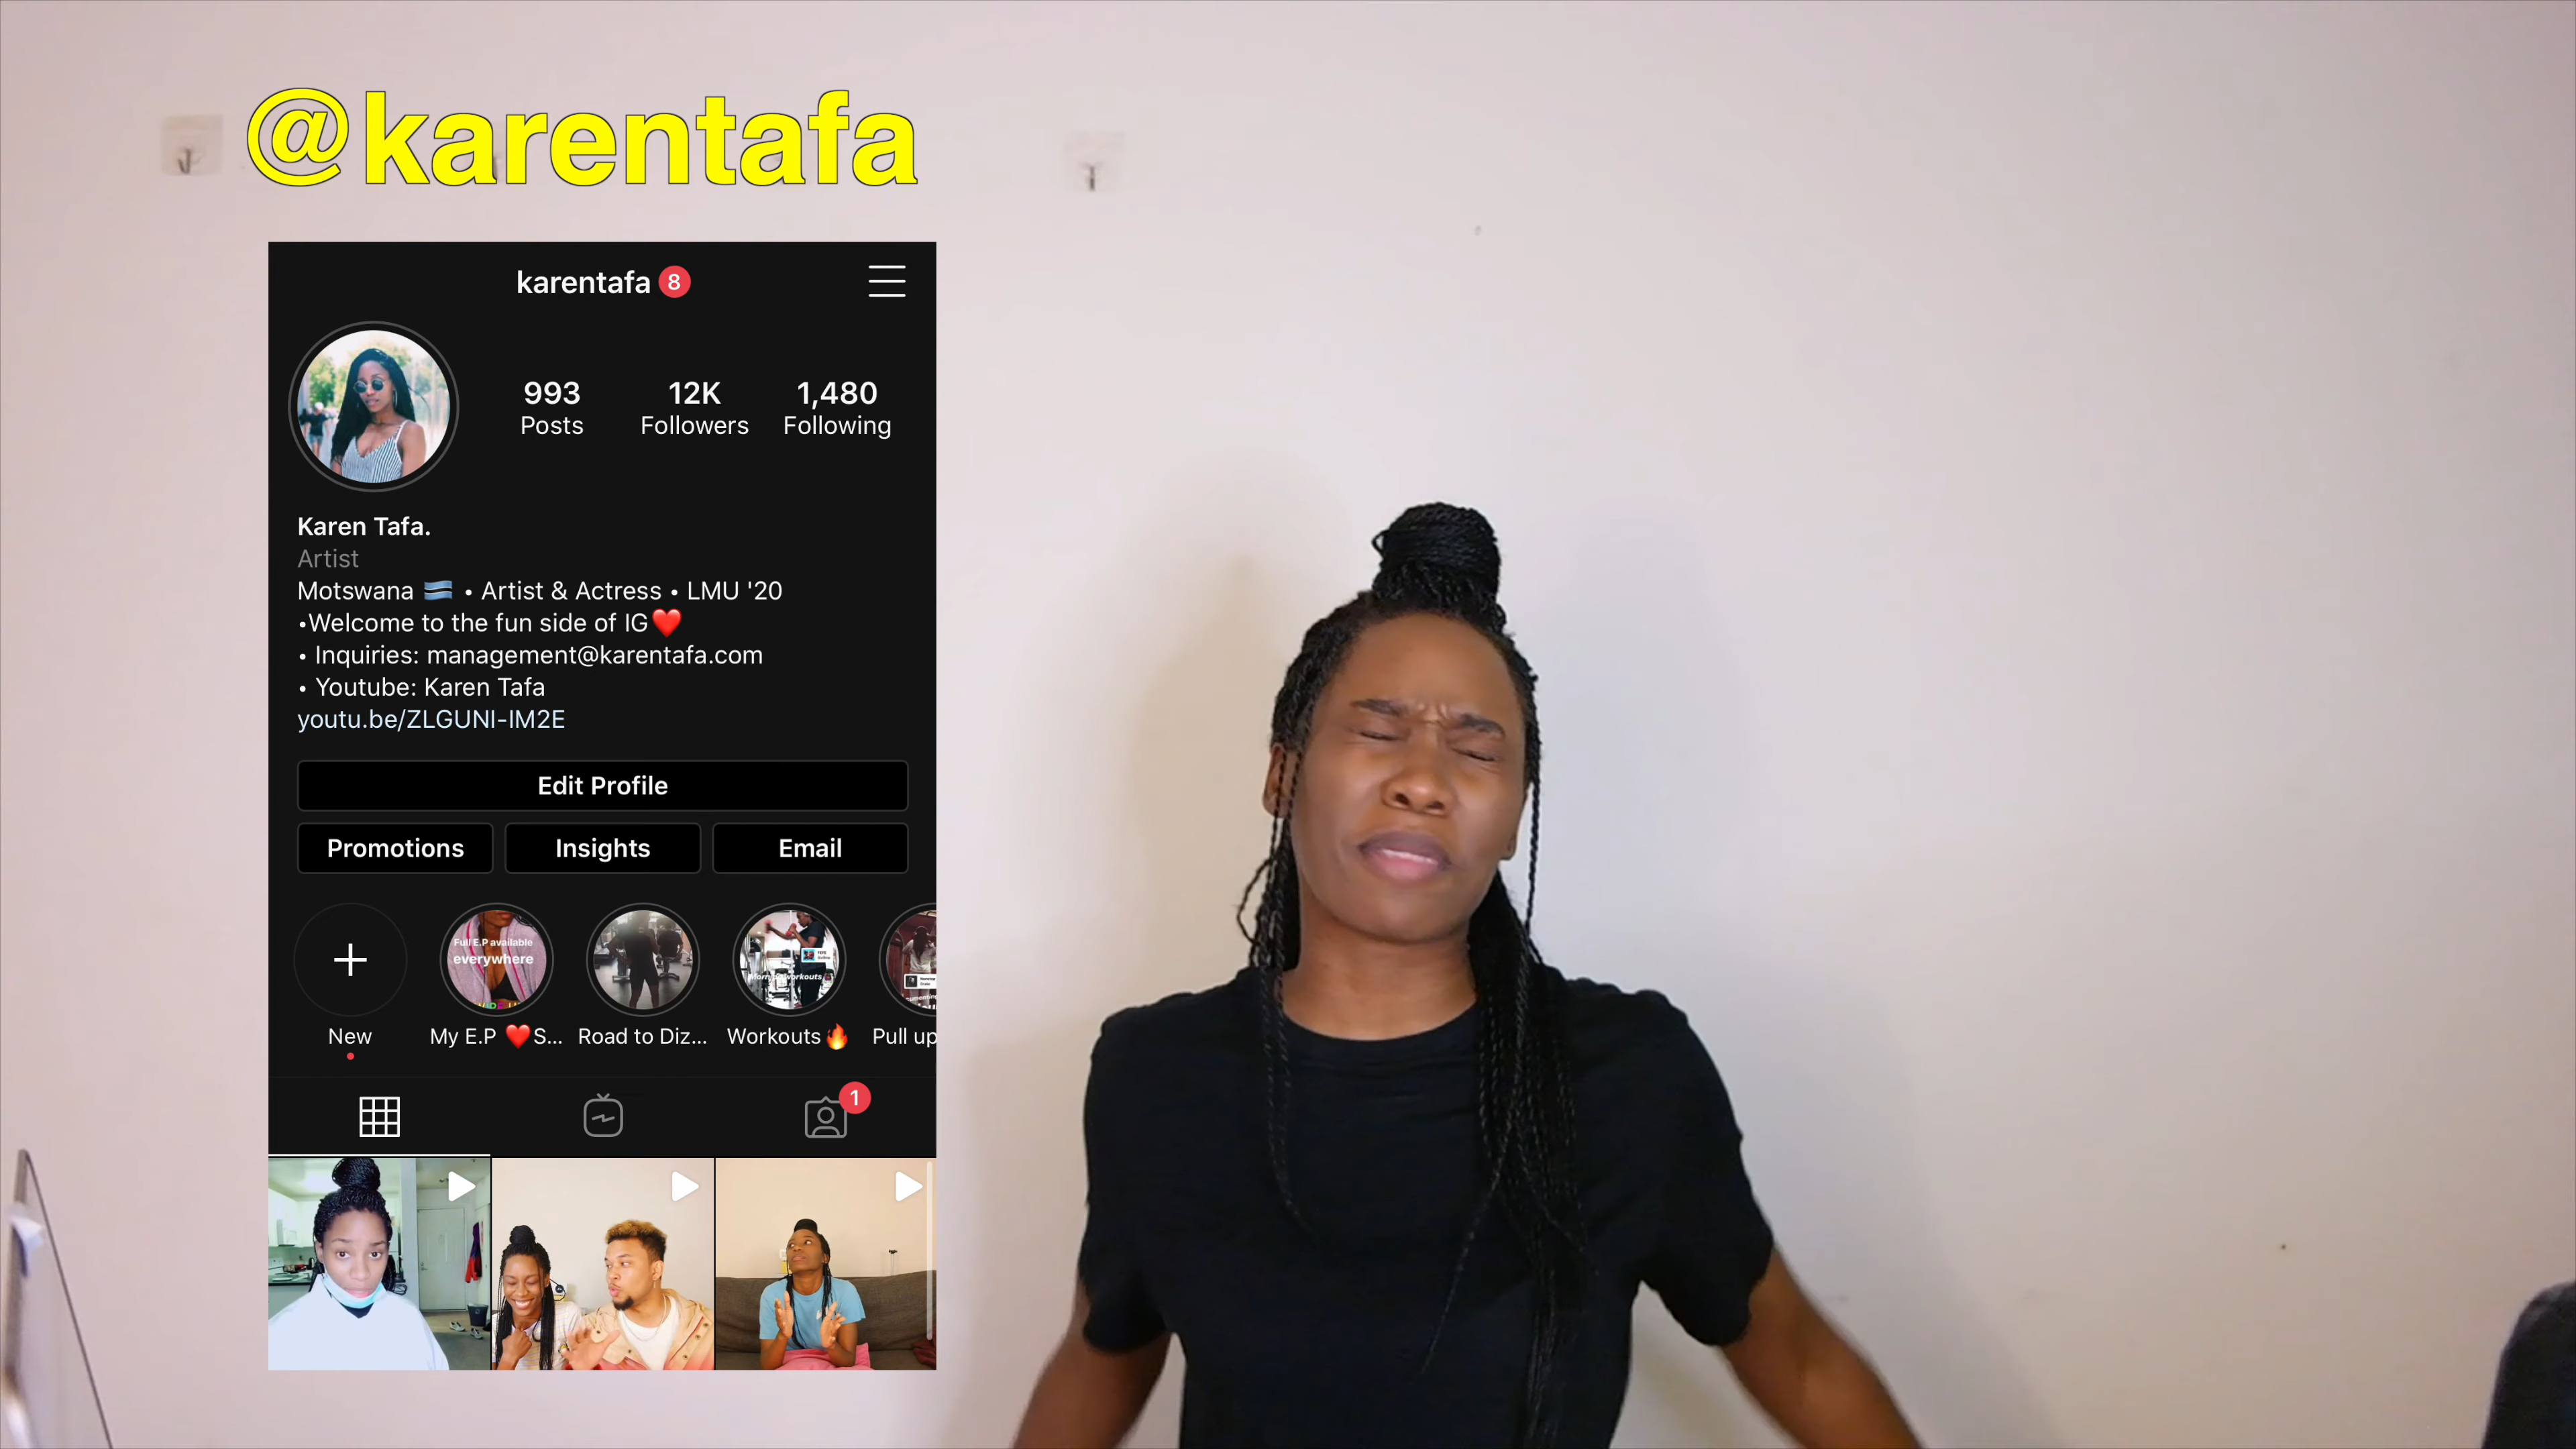 @karentafa
karentafa 8
993 12K 1,480
Posts Followers Following
Karen Tafa.
Artist
Motswana 🇧🇼 • Artist & Actress • LMU '20
•Welcome to the fun side of IG❤️
• Inquiries: management@karentafa.com
• Youtube: Karen Tafa
youtu.be/ZLGUNI-IM2E
Edit Profile
Promotions Insights Email
Full E.P available
everywhere
New My E.P ❤️S... Road to Diz... Workouts🔥 Pull up
1